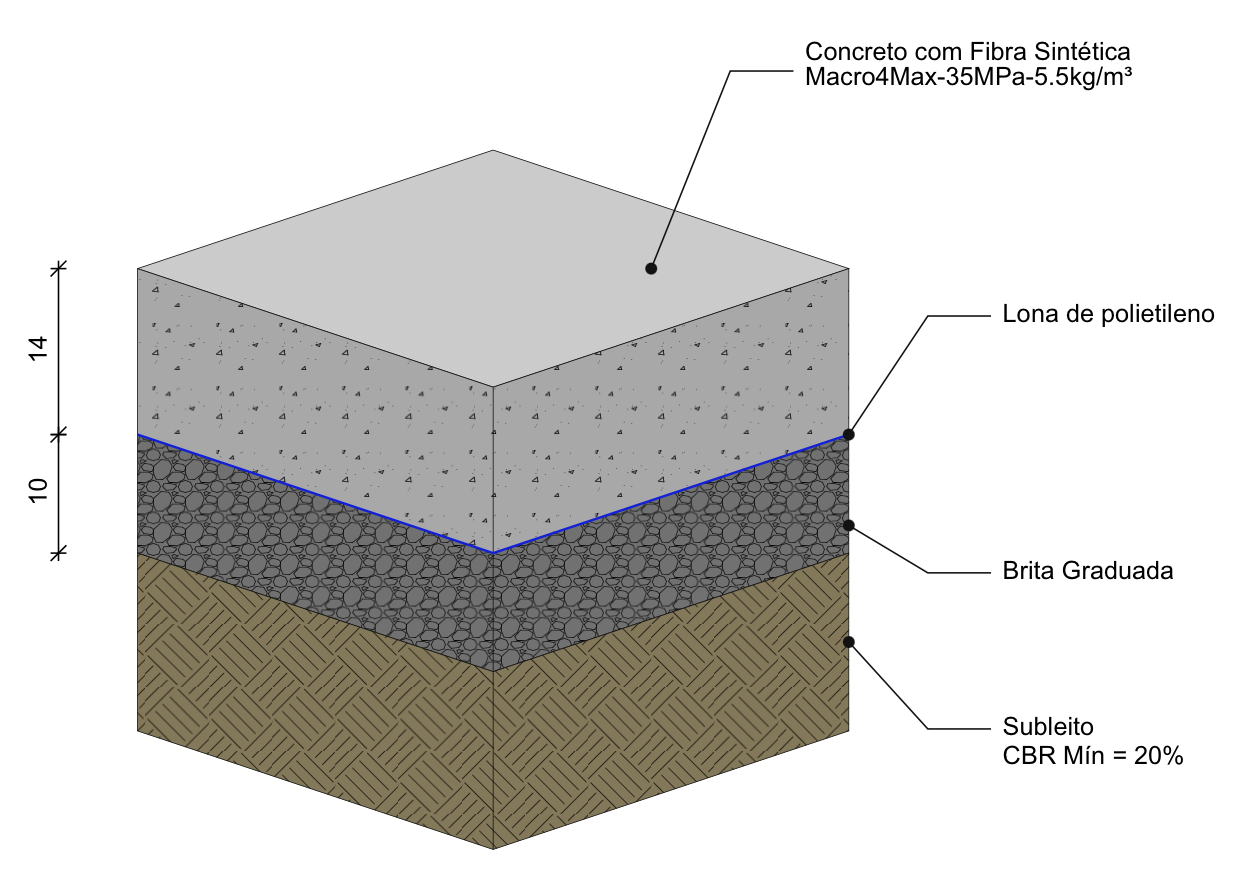 Concreto com Fibra Sintética
Macro4Max-35MPa-5.5kg/m³
Lona de polietileno
14
10
Brita Graduada
Subleito
CBR Mín = 20%